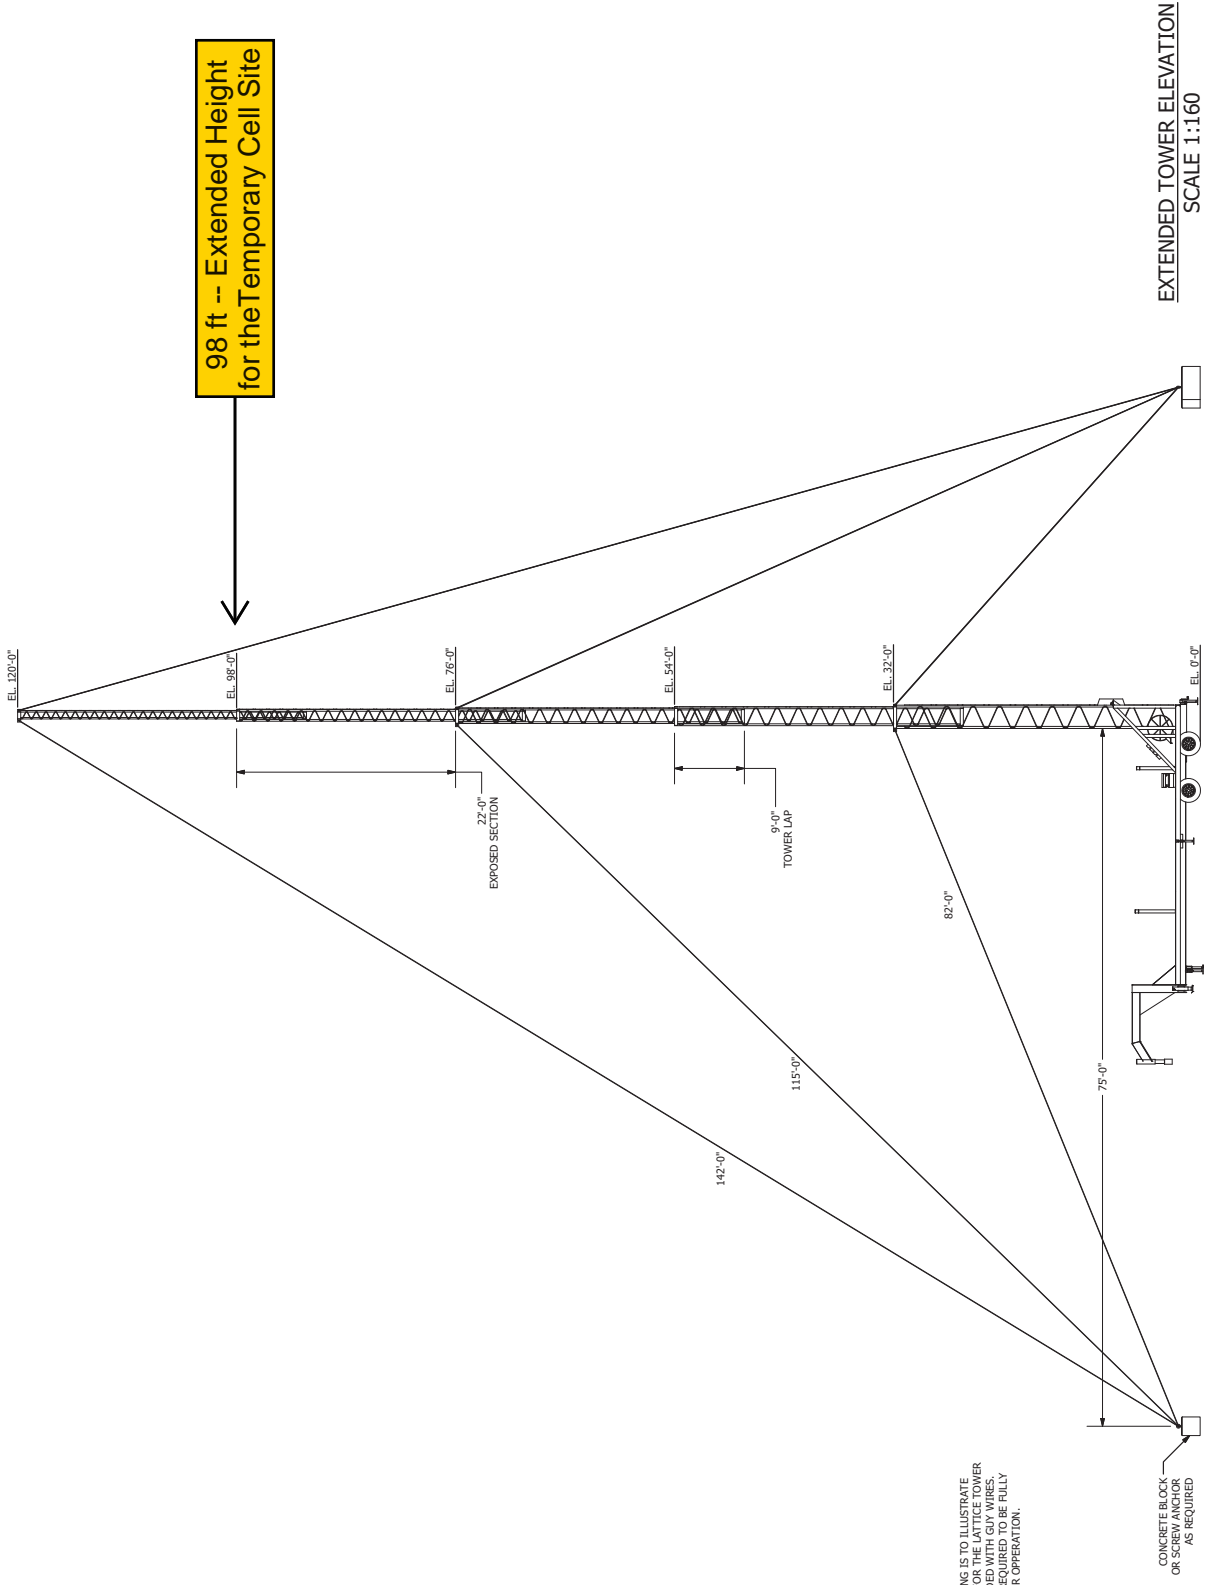 98 ft -- Extended Height
for theTemporary Cell Site
EL. 120'-0"
EL. 98'-0"
EL. 76'-0"
EL. 54'-0"
EL. 32'-0"
EL. 0'-0"
22'-0"
EXPOSED SECTION
9'-0"
TOWER LAP
82'-0"
115'-0"
142'-0"
75'-0"
NG IS TO ILLUSTRATE
OR THE LATTICE TOWER
DED WITH GUY WIRES.
EQUIRED TO BE FULLY
R OPPERATION.
CONCRETE BLOCK
OR SCREW ANCHOR
AS REQUIRED
EXTENDED TOWER ELEVATION
SCALE 1:160